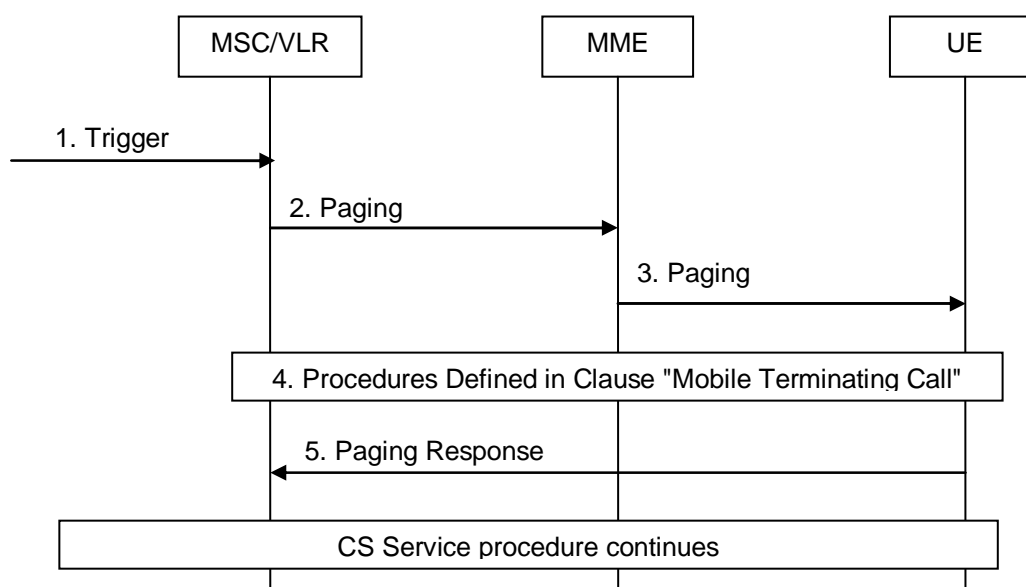 MSC/VLR
MME
UE
1. Trigger
2. Paging
3. Paging
4. Procedures Defined in Clause "Mobile Terminating Call"
5. Paging Response
CS Service procedure continues